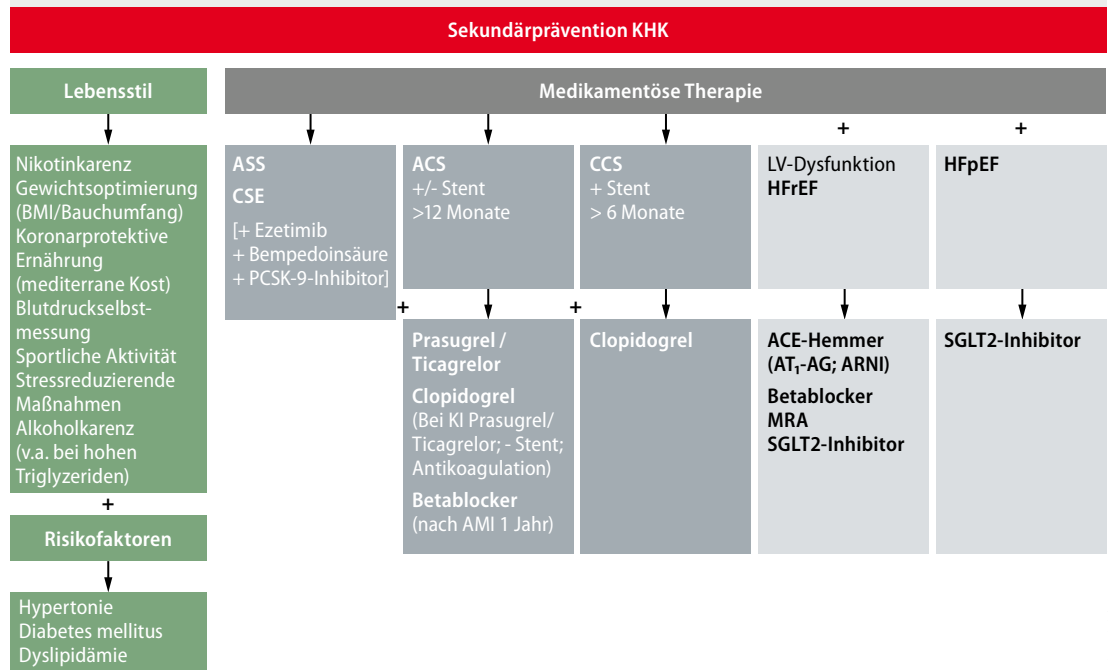 Sekundärprävention KHK
Lebensstil
Nikotinkarenz
Gewichtsoptimierung
(BMI/Bauchumfang)
Koronarprotektive
Ernährung
(mediterrane Kost)
Blutdruckselbst-
messung
Sportliche Aktivität
Stressreduzierende
Maßnahmen
Alkoholkarenz
(v.a. bei hohen
Triglyzeriden)
+
Risikofaktoren
Hypertonie
Diabetes mellitus
Dyslipidämie
Medikamentöse Therapie
ASS
CSE
[+ Ezetimib
+ Bempedoinsäure
+ PCSK-9-Inhibitor]
+
ACS
+/- Stent
>12 Monate
Prasugrel /
Ticagrelor
Clopidogrel
(Bei KI Prasugrel/
Ticagrelor; - Stent;
Antikoagulation)
Betablocker
(nach AMI 1 Jahr)
+
CCS
+ Stent
> 6 Monate
Clopidogrel
+
LV-Dysfunktion
HFrEF
ACE-Hemmer
(AT₁-AG; ARNI)
Betablocker
MRA
SGLT2-Inhibitor
+
HFpEF
SGLT2-Inhibitor